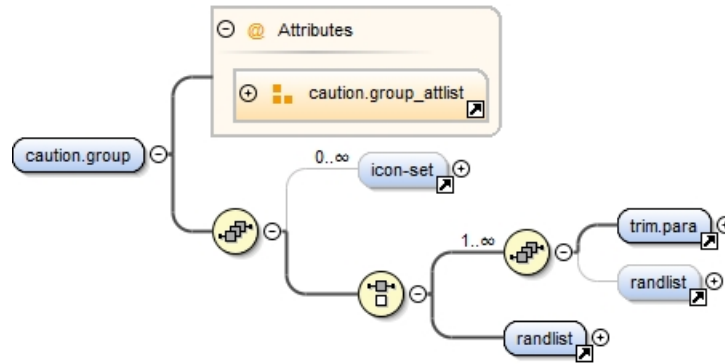 @ Attributes
caution.group_attlist
caution.group
0..∞
icon-set
1..∞
trim.para
randlist
randlist